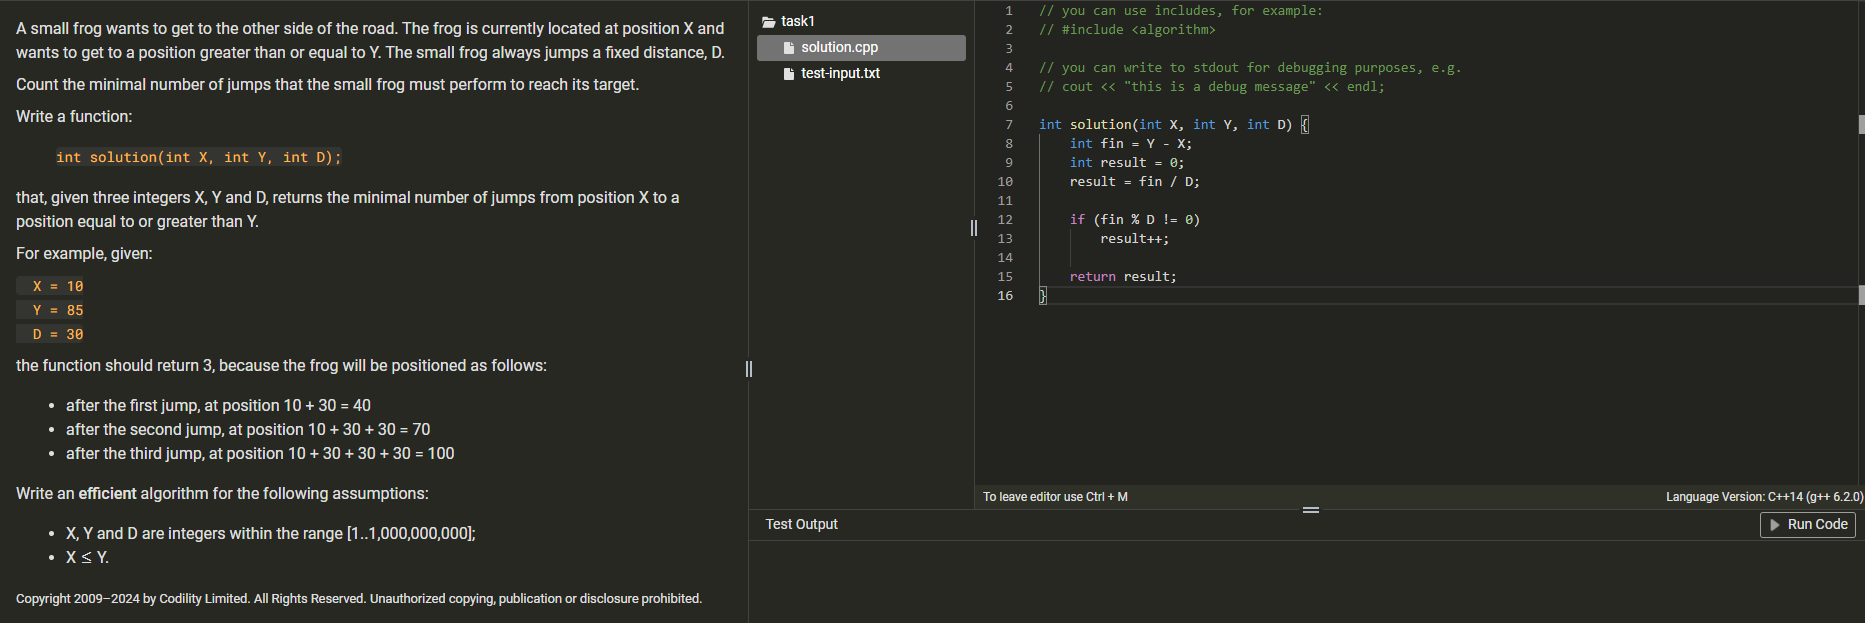 A small frog wants to get to the other side of the road. The frog is currently located at position X and
wants to get to a position greater than or equal to Y. The small frog always jumps a fixed distance, D.
Count the minimal number of jumps that the small frog must perform to reach its target.
Write a function:
int solution(int X, int Y, int D);
that, given three integers X, Y and D, returns the minimal number of jumps from position X to a
position equal to or greater than Y.
For example, given:
X = 10
Y = 85
D = 30
the function should return 3, because the frog will be positioned as follows:
• after the first jump, at position 10 + 30 = 40
• after the second jump, at position 10 + 30 + 30 = 70
• after the third jump, at position 10 + 30 + 30 + 30 = 100
Write an efficient algorithm for the following assumptions:
• X, Y and D are integers within the range [1..1,000,000,000];
• X ≤ Y.
Copyright 2009–2024 by Codility Limited. All Rights Reserved. Unauthorized copying, publication or disclosure prohibited.
task1
solution.cpp
test-input.txt
1 // you can use includes, for example:
2 // #include <algorithm>
3
4 // you can write to stdout for debugging purposes, e.g.
5 // cout << "this is a debug message" << endl;
6
7 int solution(int X, int Y, int D) {
8     int fin = Y - X;
9     int result = 0;
10     result = fin / D;
11
12     if (fin % D != 0)
13         result++;
14
15     return result;
16 }
To leave editor use Ctrl + M
Language Version: C++14 (g++ 6.2.0)
Test Output
Run Code